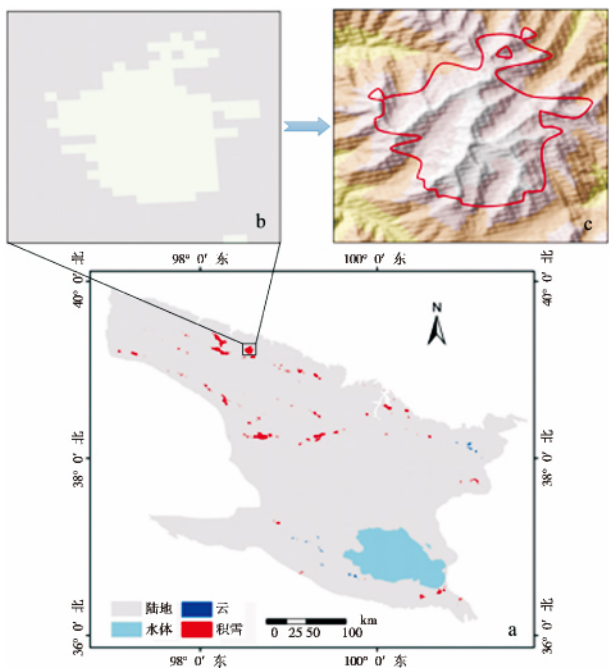 b
c
98° 0′ 东
100° 0′ 东
40° 0′ 北
40° 0′ 北
N
38° 0′ 北
38° 0′ 北
陆地
云
水体
积雪
km
0 25 50 100
a
36° 0′ 北
36° 0′ 北
98° 0′ 东
100° 0′ 东